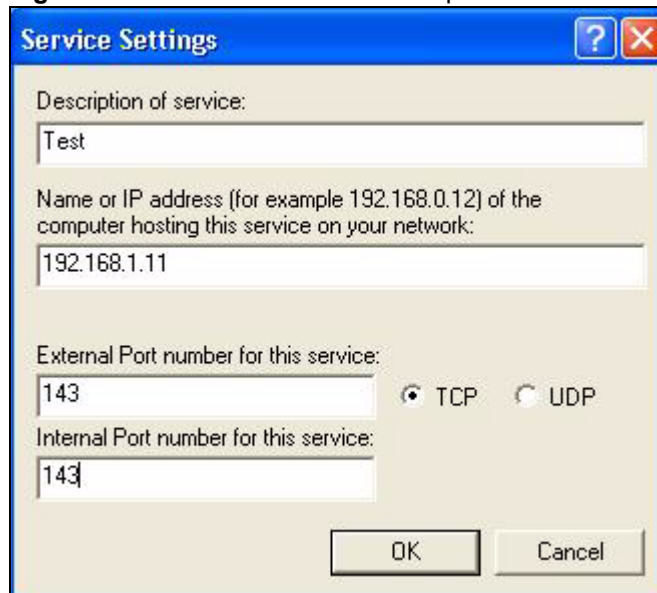 Service Settings
Description of service:
Test
Name or IP address (for example 192.168.0.12) of the
computer hosting this service on your network:
192.168.1.11
External Port number for this service:
143
TCP UDP
Internal Port number for this service:
143
OK Cancel